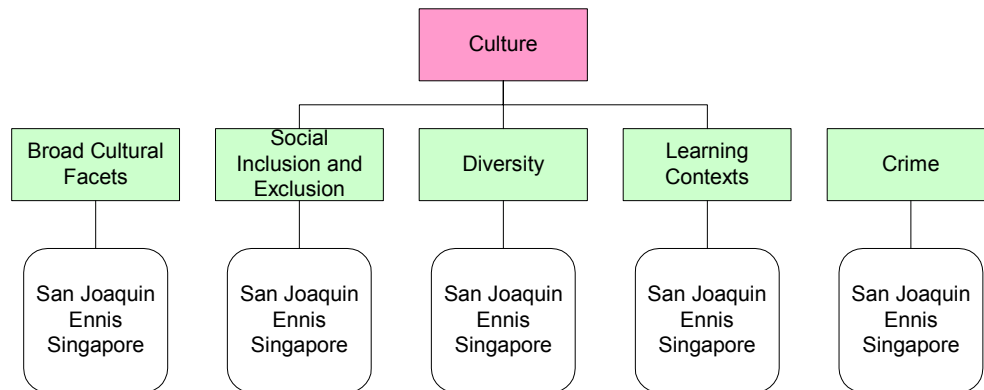 Culture
Broad Cultural
Facets
Social
Inclusion and
Exclusion
Diversity
Learning
Contexts
Crime
San Joaquin
Ennis
Singapore
San Joaquin
Ennis
Singapore
San Joaquin
Ennis
Singapore
San Joaquin
Ennis
Singapore
San Joaquin
Ennis
Singapore